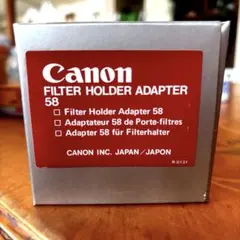 Canon
FILTER HOLDER ADAPTER
58
□ Filter Holder Adapter 58
□ Adaptateur 58 de Porte-filtres
□ Adapter 58 für Filterhalter
CANON INC. JAPAN/JAPON